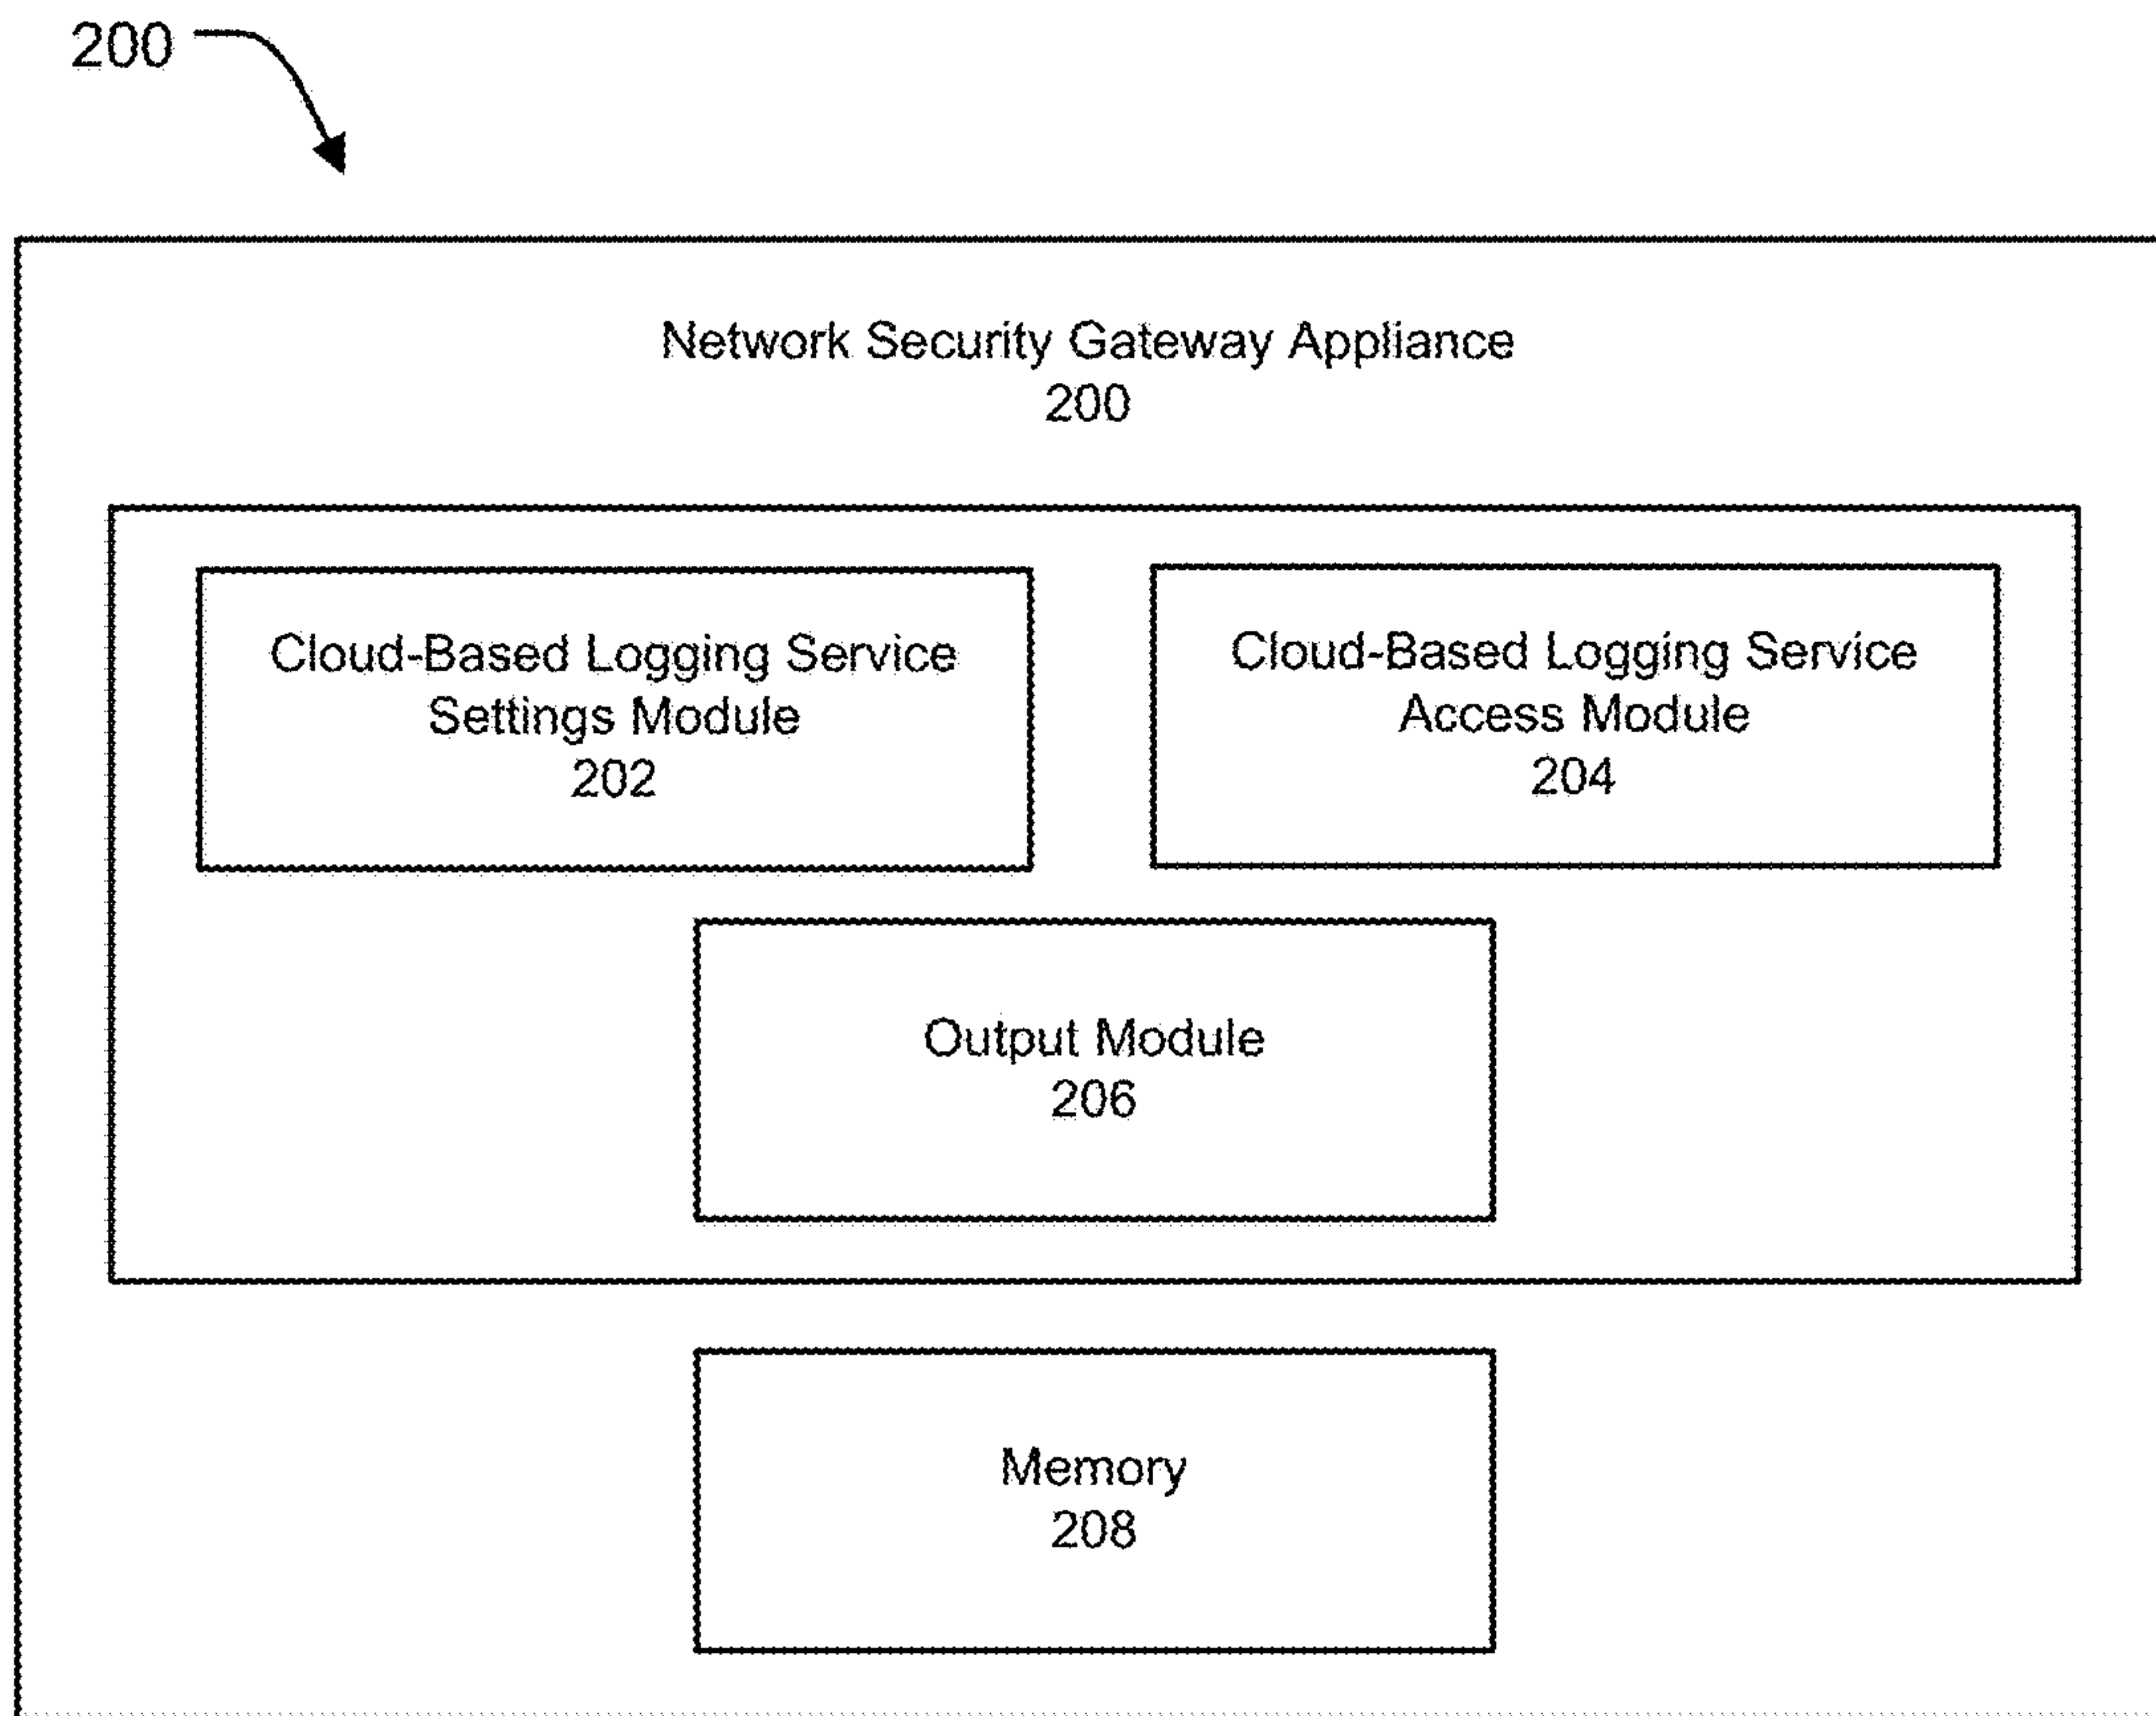 200
Network Security Gateway Appliance
200
Cloud-Based Logging Service
Settings Module
202
Cloud-Based Logging Service
Access Module
204
Output Module
206
Memory
208